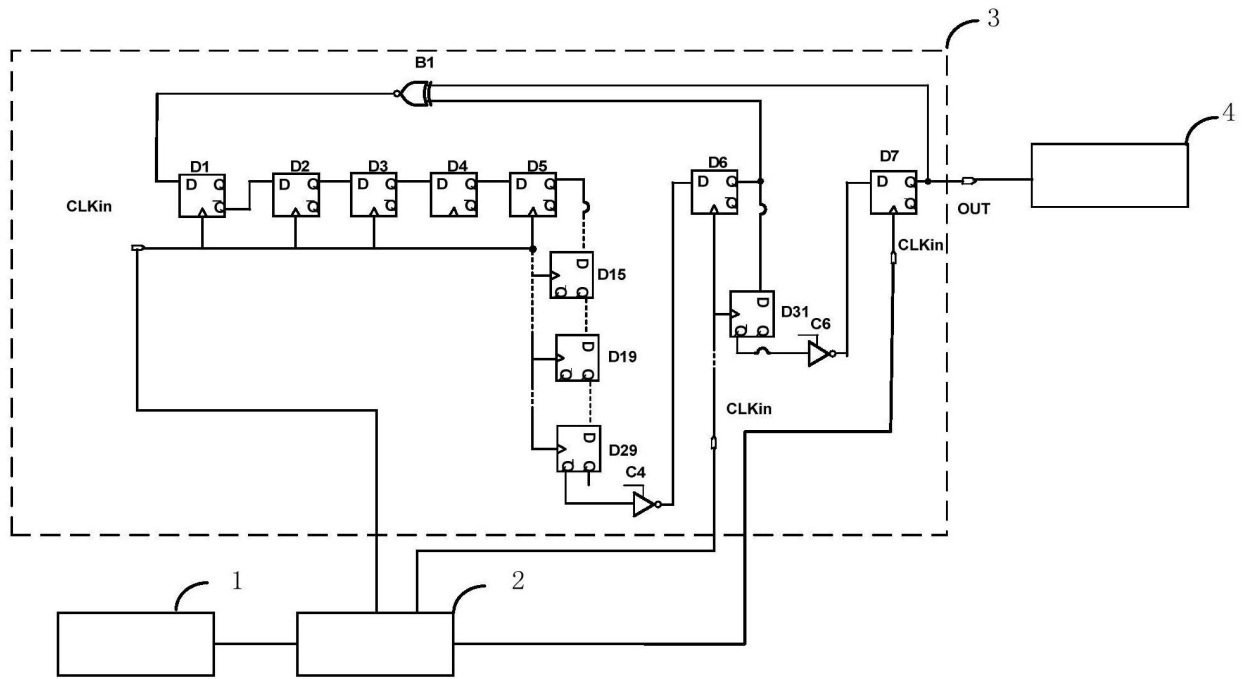 3
B1
4
D1 D2 D3 D4 D5 D6 D7
D Q D Q D Q D Q D Q D Q D Q
Q Q Q Q Q Q Q
CLKin
OUT
CLKin
D
D15
Q Q
D
D31
Q Q
C6
D
D19
Q Q
CLKin
D
D29
Q Q
C4
1
2